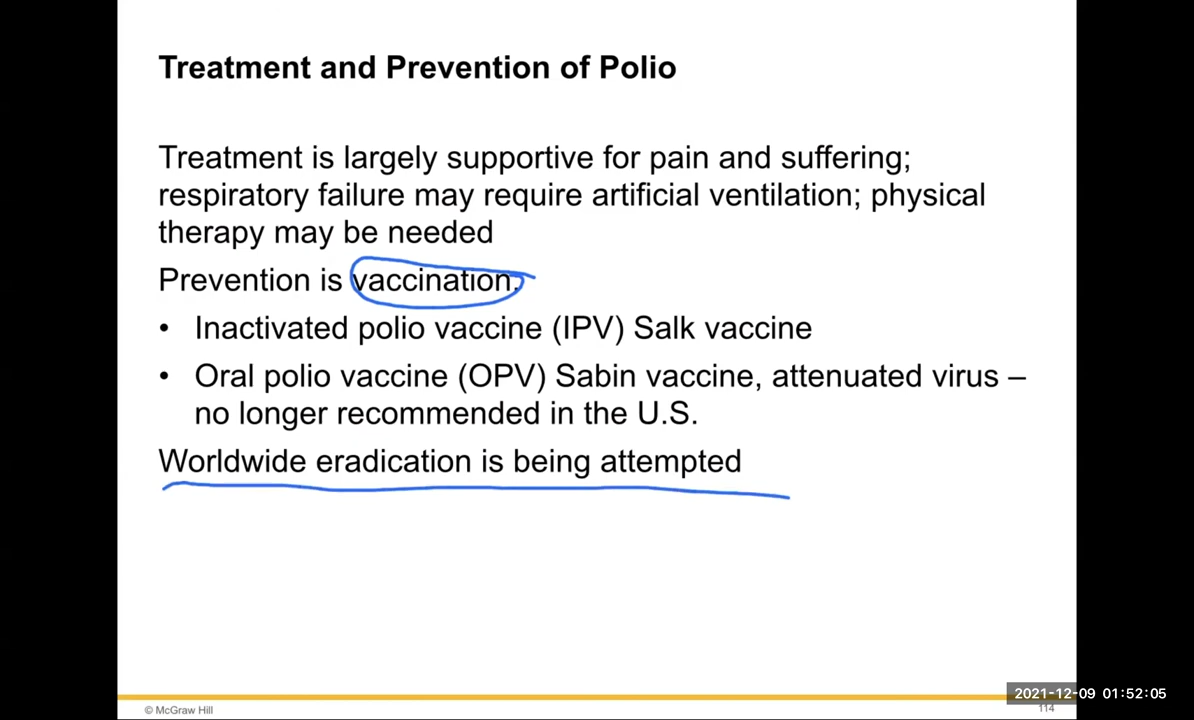 Treatment and Prevention of Polio
Treatment is largely supportive for pain and suffering;
respiratory failure may require artificial ventilation; physical
therapy may be needed
Prevention is vaccination.
• Inactivated polio vaccine (IPV) Salk vaccine
• Oral polio vaccine (OPV) Sabin vaccine, attenuated virus –
no longer recommended in the U.S.
Worldwide eradication is being attempted
2021-12-09 01:52:05
© McGraw Hill
114